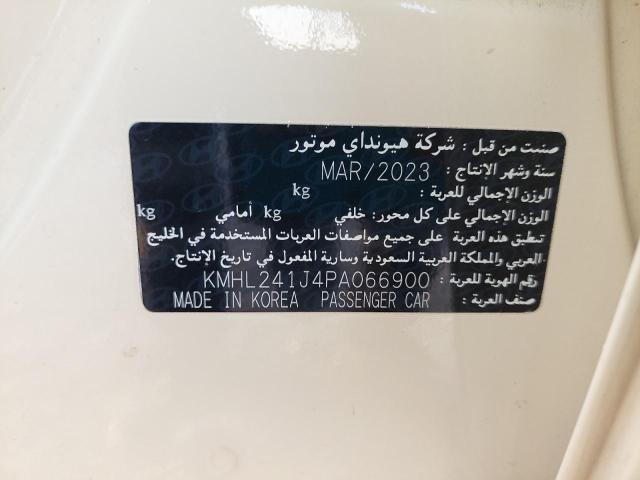 صنعت من قبل : شركة هيونداي موتور
سنة وشهر الإنتاج: MAR/2023
الوزن الإجمالي للعربة : kg
الوزن الإجمالي على كل محور: خلفي kg أمامي kg
تنطبق هذه العربة على جميع مواصفات العربات المستخدمة في الخليج
العربي والمملكة العربية السعودية وسارية المفعول في تاريخ الإنتاج.
رقم الهوية للعربة : KMHL241J4PA066900
صنف العربة : MADE IN KOREA PASSENGER CAR